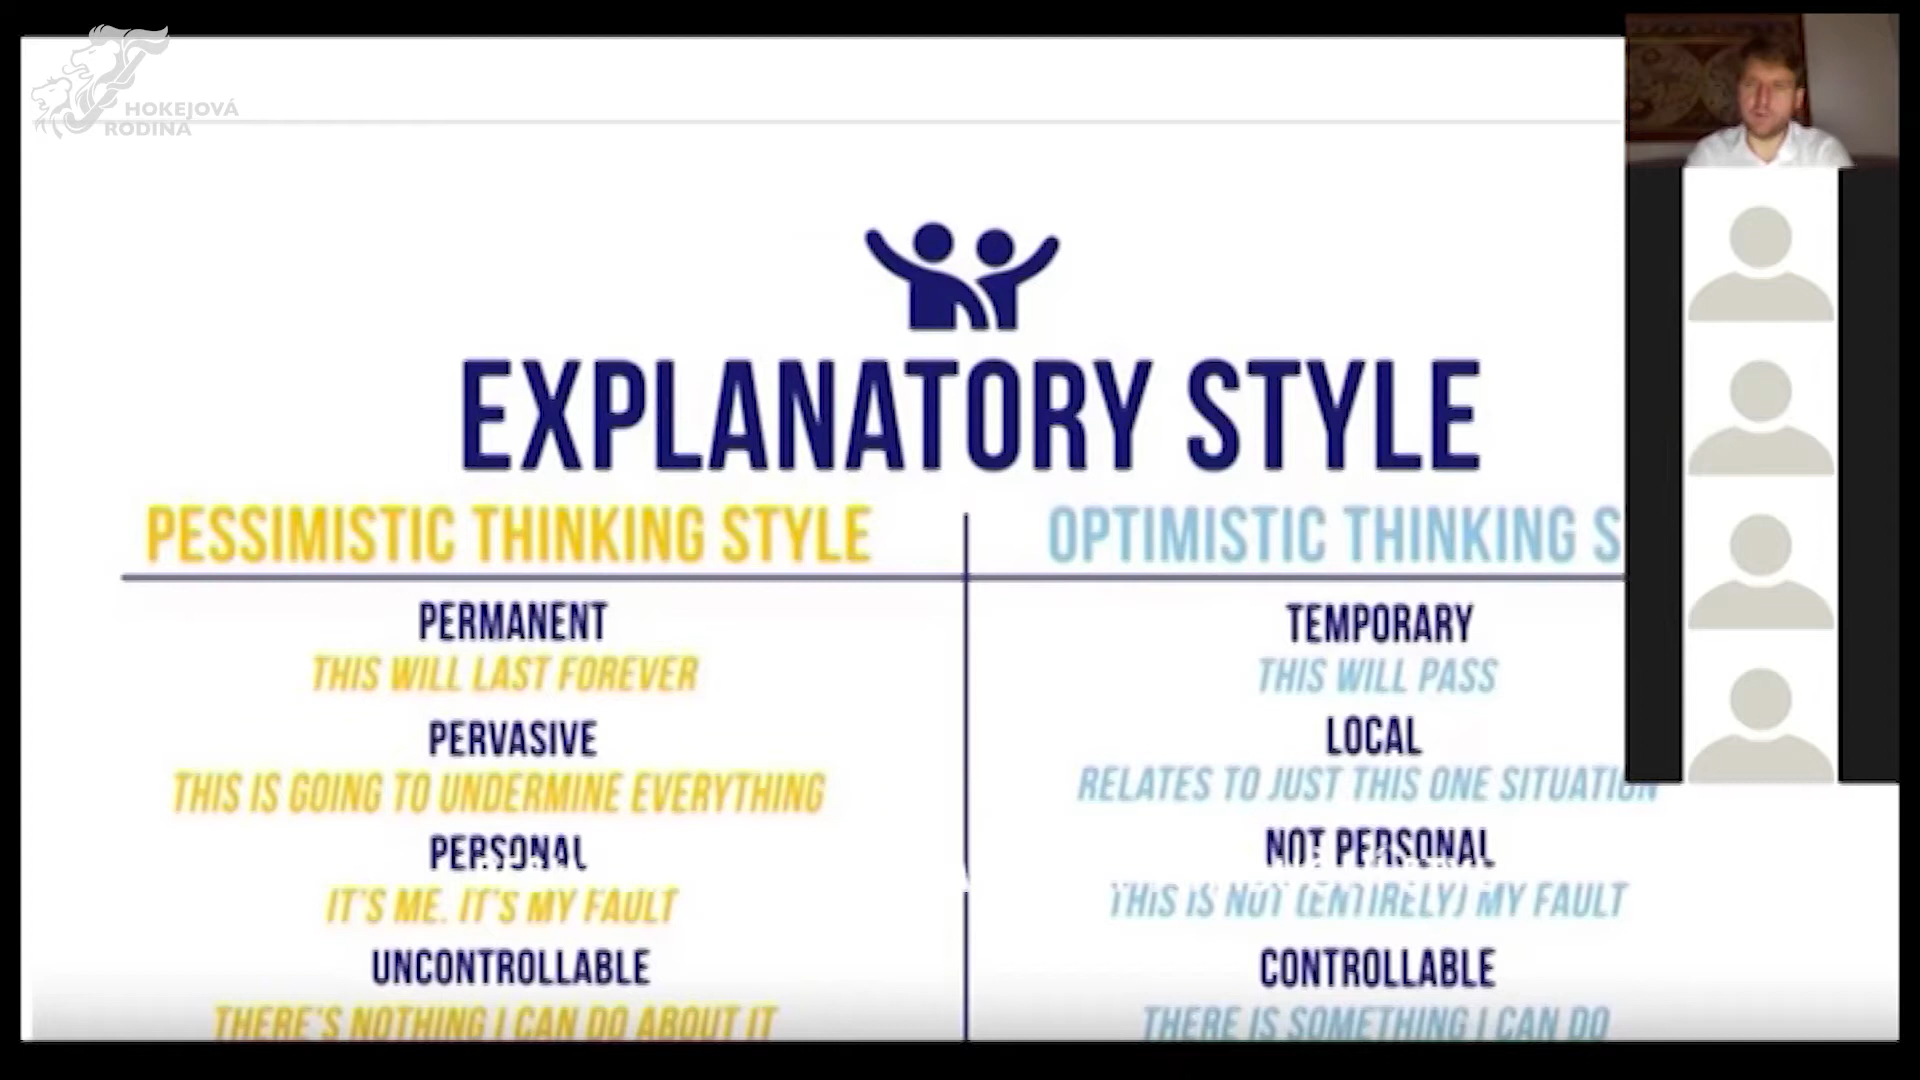 HOKEJOVÁ
RODINA
EXPLANATORY STYLE
PESSIMISTIC THINKING STYLE
OPTIMISTIC THINKING S
PERMANENT
THIS WILL LAST FOREVER
PERVASIVE
THIS IS GOING TO UNDERMINE EVERYTHING
PERSONAL
IT'S ME. IT'S MY FAULT
UNCONTROLLABLE
THERE'S NOTHING I CAN DO ABOUT IT
TEMPORARY
THIS WILL PASS
LOCAL
RELATES TO JUST THIS ONE SITUATION
NOT PERSONAL
THIS IS NOT (ENTIRELY) MY FAULT
CONTROLLABLE
THERE IS SOMETHING I CAN DO